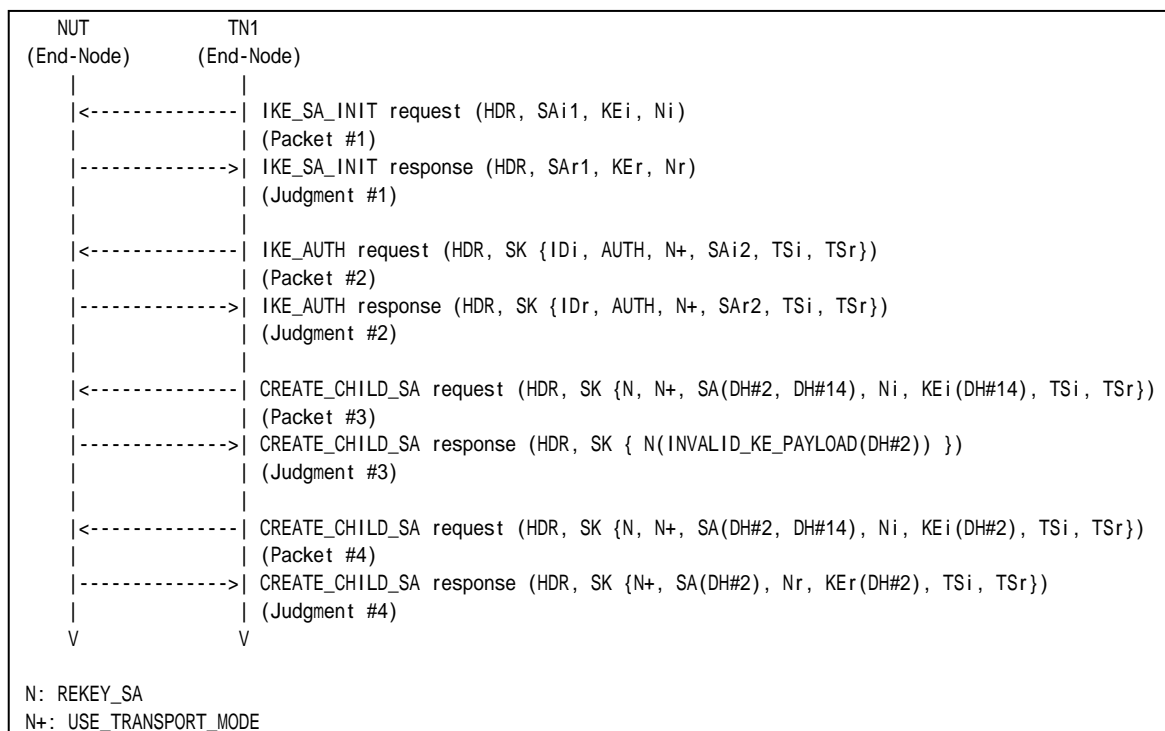 NUT TN1
(End-Node) (End-Node)
| |
|<--------------| IKE_SA_INIT request (HDR, SAi1, KEi, Ni)
| | (Packet #1)
|-------------->| IKE_SA_INIT response (HDR, SAr1, KEr, Nr)
| | (Judgment #1)
| |
|<--------------| IKE_AUTH request (HDR, SK {IDi, AUTH, N+, SAi2, TSi, TSr})
| | (Packet #2)
|-------------->| IKE_AUTH response (HDR, SK {IDr, AUTH, N+, SAr2, TSi, TSr})
| | (Judgment #2)
| |
|<--------------| CREATE_CHILD_SA request (HDR, SK {N, N+, SA(DH#2, DH#14), Ni, KEi(DH#14), TSi, TSr})
| | (Packet #3)
|-------------->| CREATE_CHILD_SA response (HDR, SK { N(INVALID_KE_PAYLOAD(DH#2)) })
| | (Judgment #3)
| |
|<--------------| CREATE_CHILD_SA request (HDR, SK {N, N+, SA(DH#2, DH#14), Ni, KEi(DH#2), TSi, TSr})
| | (Packet #4)
|-------------->| CREATE_CHILD_SA response (HDR, SK {N+, SA(DH#2), Nr, KEr(DH#2), TSi, TSr})
| | (Judgment #4)
V V
N: REKEY_SA
N+: USE_TRANSPORT_MODE